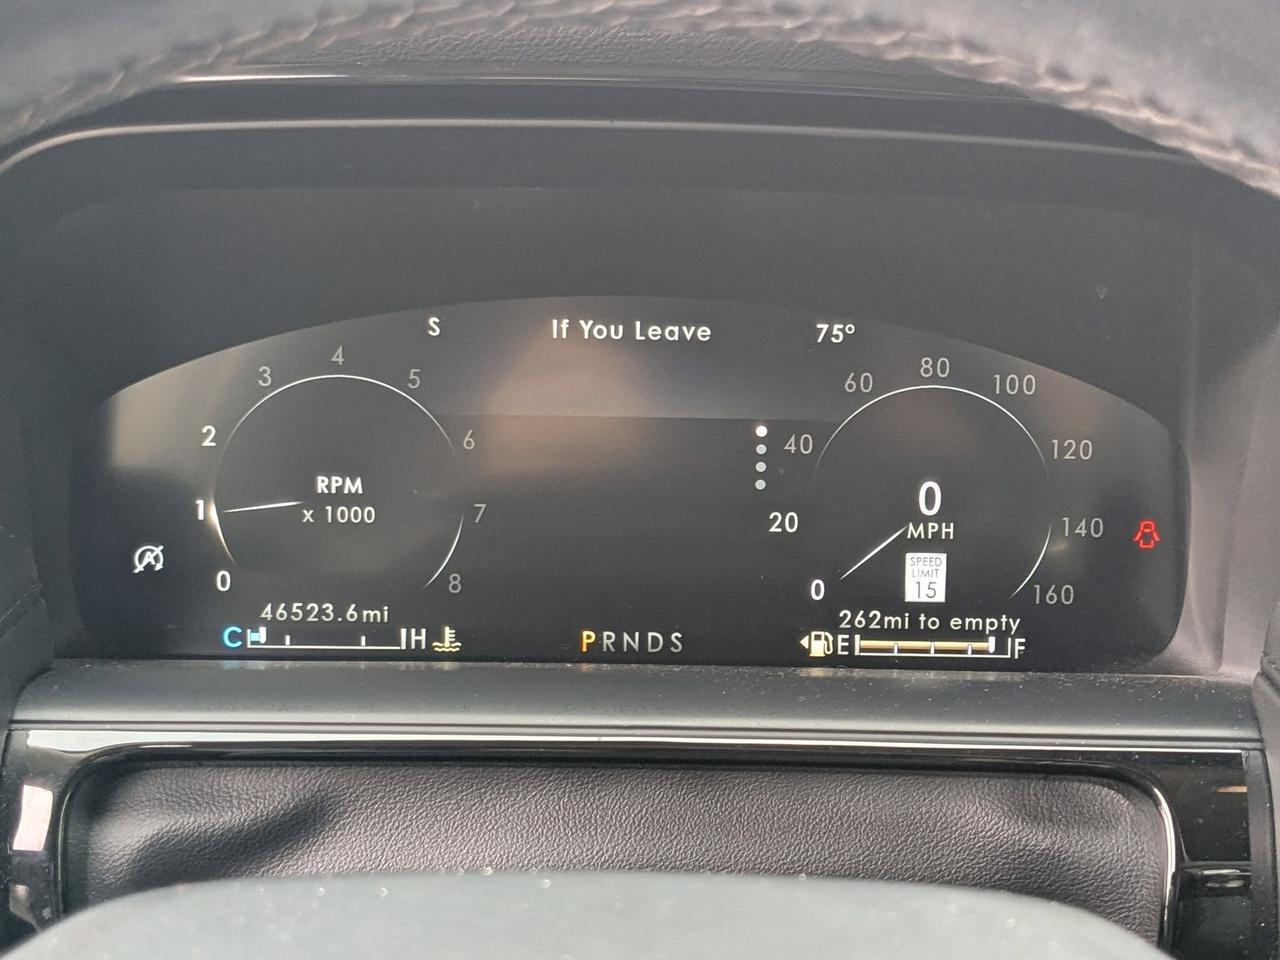 S If You Leave 75°
4
3 5
2 6
1 7
0 8
RPM
x 1000
80
60 100
40 120
20 140
0 160
0
MPH
SPEED
LIMIT
15
A
46523.6mi
262mi to empty
C H
PRNDS
E F